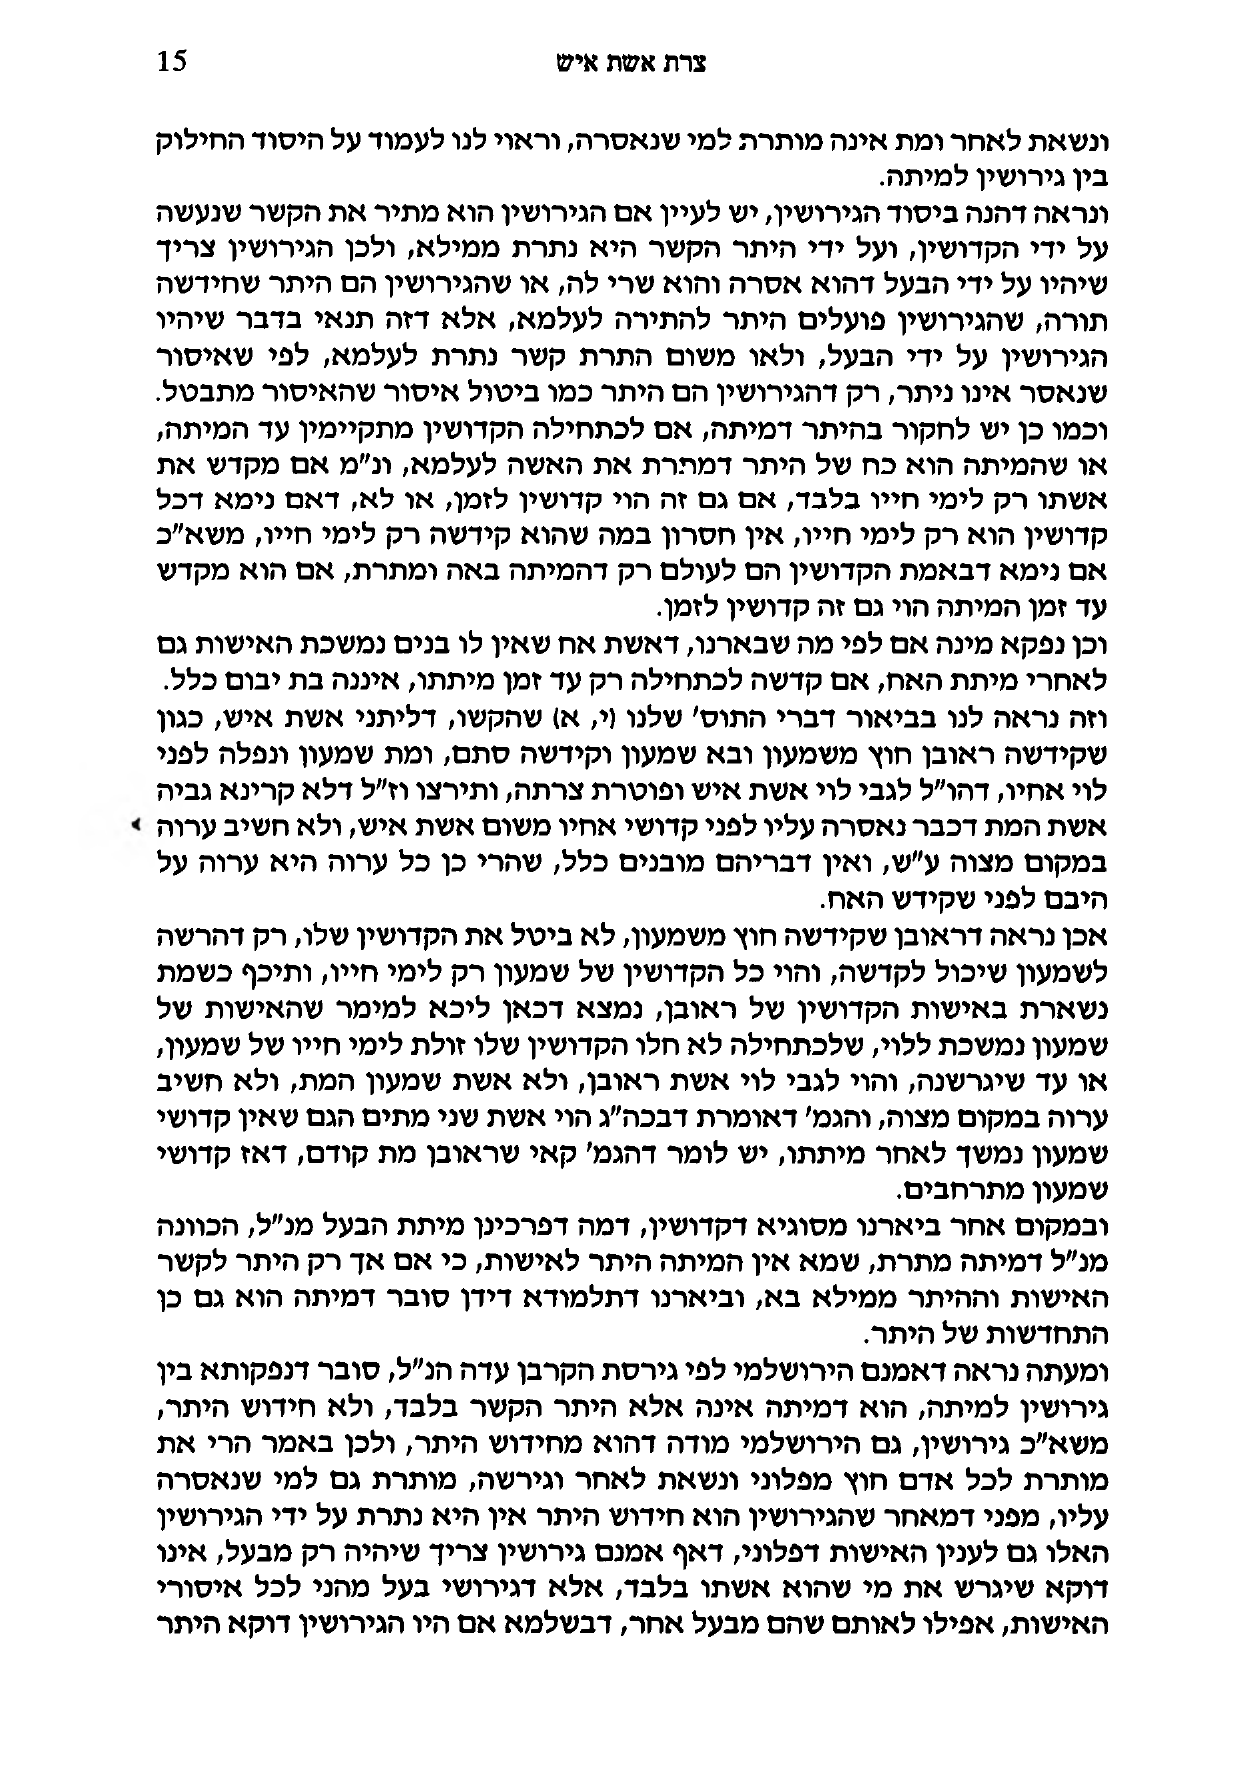 צרת אשת איש 15
ונשאת לאחר ומת אינה מותרת למי שנאסרה, וראוי לנו לעמוד על היסוד החילוק
בין גירושין למיתה.
ונראה דהנה ביסוד הגירושין, יש לעיין אם הגירושין הוא מתיר את הקשר שנעשה
על ידי הקדושין, ועל ידי היתר הקשר היא נתרת ממילא, ולכן הגירושין צריך
שיהיו על ידי הבעל דהוא אסרה והוא שרי לה, או שהגירושין הם היתר שחידשה
תורה, שהגירושין פועלים היתר להתירה לעלמא, אלא דזה תנאי בדבר שיהיו
הגירושין על ידי הבעל, ולאו משום התרת קשר נתרת לעלמא, לפי שאיסור
שנאסר אינו ניתר, רק דהגירושין הם היתר כמו ביטול איסור שהאיסור מתבטל.
וכמו כן יש לחקור בהיתר דמיתה, אם לכתחילה הקדושין מתקיימין עד המיתה,
או שהמיתה הוא כח של היתר דמתרת את האשה לעלמא, ונ"מ אם מקדש את
אשתו רק לימי חייו בלבד, אם גם זה הוי קדושין לזמן, או לא, דאם נימא דכל
קדושין הוא רק לימי חייו, אין חסרון במה שהוא קידשה רק לימי חייו, משא"כ
אם נימא דבאמת הקדושין הם לעולם רק דהמיתה באה ומתרת, אם הוא מקדש
עד זמן המיתה הוי גם זה קדושין לזמן.
וכן נפקא מינה אם לפי מה שבארנו, דאשת אח שאין לו בנים נמשכת האישות גם
לאחרי מיתת האח, אם קדשה לכתחילה רק עד זמן מיתתו, איננה בת יבום כלל.
וזה נראה לנו בביאור דברי התוס' שלנו (י, א) שהקשו, דליתני אשת איש, כגון
שקידשה ראובן חוץ משמעון ובא שמעון וקידשה סתם, ומת שמעון ונפלה לפני
לוי אחיו, דהו"ל לגבי לוי אשת איש ופוטרת צרתה, ותירצו וז"ל דלא קרינא גביה
אשת המת דכבר נאסרה עליו לפני קדושי אחיו משום אשת איש, ולא חשיב ערוה
במקום מצוה ע"ש, ואין דבריהם מובנים כלל, שהרי כן כל ערוה היא ערוה על
היבם לפני שקידש האח.
אכן נראה דראובן שקידשה חוץ משמעון, לא ביטל את הקדושין שלו, רק דהרשה
לשמעון שיכול לקדשה, והוי כל הקדושין של שמעון רק לימי חייו, ותיכף כשמת
נשארת באישות הקדושין של ראובן, נמצא דכאן ליכא למימר שהאישות של
שמעון נמשכת ללוי, שלכתחילה לא חלו הקדושין שלו זולת לימי חייו של שמעון,
או עד שיגרשנה, והוי לגבי לוי אשת ראובן, ולא אשת שמעון המת, ולא חשיב
ערוה במקום מצוה, והגמ' דאומרת דבכה"ג הוי אשת שני מתים הגם שאין קדושי
שמעון נמשך לאחר מיתתו, יש לומר דהגמ' קאי שראובן מת קודם, דאז קדושי
שמעון מתרחבים.
ובמקום אחר ביארנו מסוגיא דקדושין, דמה דפרכינן מיתת הבעל מנ"ל, הכוונה
מנ"ל דמיתה מתרת, שמא אין המיתה היתר לאישות, כי אם אך רק היתר לקשר
האישות וההיתר ממילא בא, וביארנו דתלמודא דידן סובר דמיתה הוא גם כן
התחדשות של היתר.
ומעתה נראה דאמנם הירושלמי לפי גירסת הקרבן עדה הנ"ל, סובר דנפקותא בין
גירושין למיתה, הוא דמיתה אינה אלא היתר הקשר בלבד, ולא חידוש היתר,
משא"כ גירושין, גם הירושלמי מודה דהוא מחידוש היתר, ולכן באמר הרי את
מותרת לכל אדם חוץ מפלוני ונשאת לאחר וגירשה, מותרת גם למי שנאסרה
עליו, מפני דמאחר שהגירושין הוא חידוש היתר אין היא נתרת על ידי הגירושין
האלו גם לענין האישות דפלוני, דאף אמנם גירושין צריך שיהיה רק מבעל, אינו
דוקא שיגרש את מי שהוא אשתו בלבד, אלא דגירושי בעל מהני לכל איסורי
האישות, אפילו לאותם שהם מבעל אחר, דבשלמא אם היו הגירושין דוקא היתר